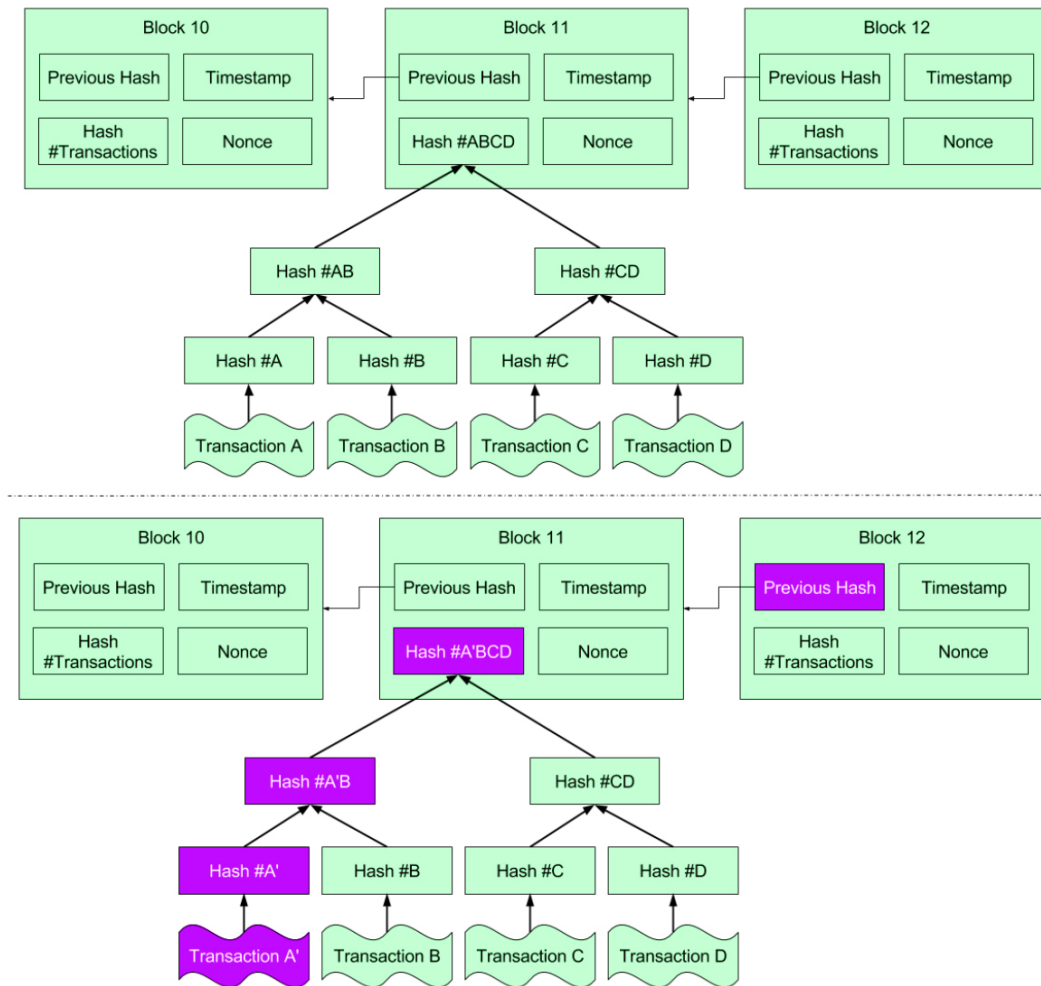 Block 10
Block 11
Block 12
Previous Hash
Timestamp
Previous Hash
Timestamp
Previous Hash
Timestamp
Hash
#Transactions
Nonce
Hash #ABCD
Nonce
Hash
#Transactions
Nonce
Hash #AB
Hash #CD
Hash #A
Hash #B
Hash #C
Hash #D
Transaction A
Transaction B
Transaction C
Transaction D
Block 10
Block 11
Block 12
Previous Hash
Timestamp
Previous Hash
Timestamp
Previous Hash
Timestamp
Hash
#Transactions
Nonce
Hash #A'BCD
Nonce
Hash
#Transactions
Nonce
Hash #A'B
Hash #CD
Hash #A'
Hash #B
Hash #C
Hash #D
Transaction A'
Transaction B
Transaction C
Transaction D